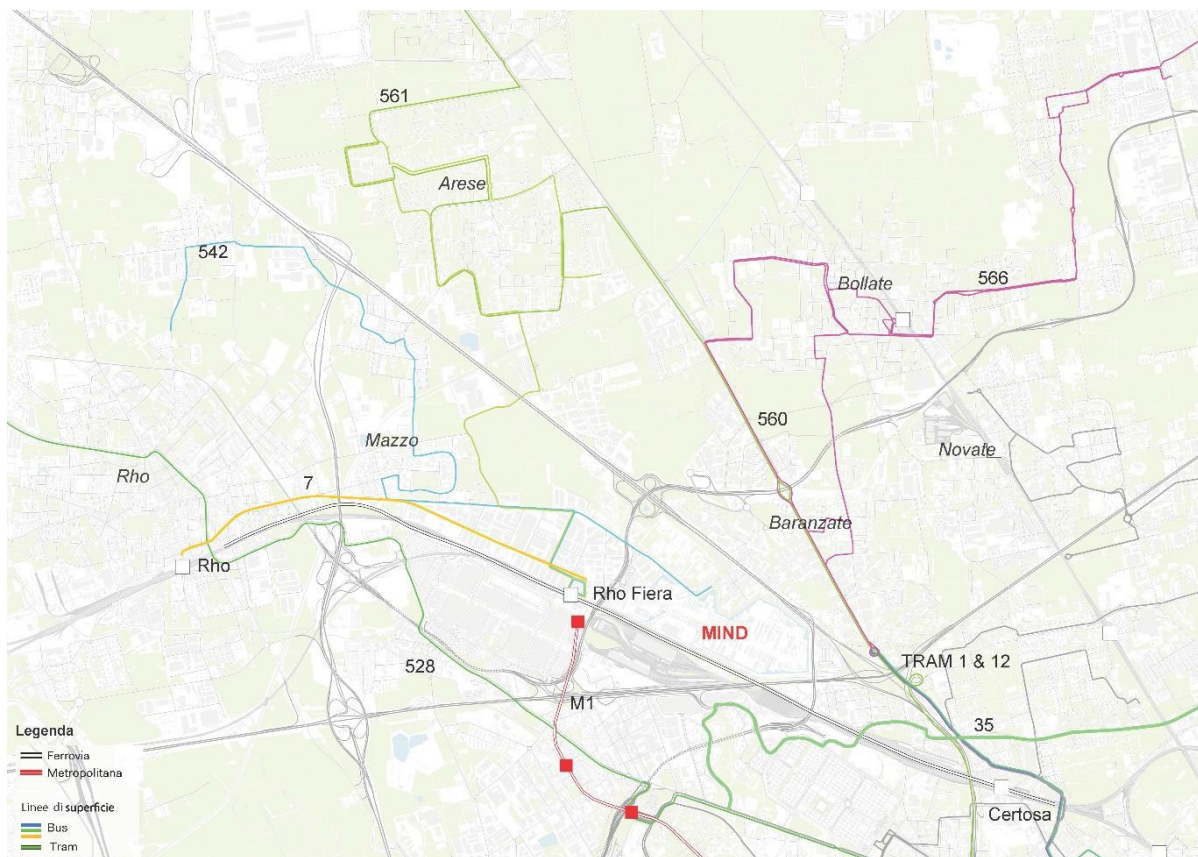 561
Arese
542
Bollate
566
560
Mazzo
Novate
Rho
7
Baranzate
Rho
Rho Fiera
MIND
TRAM 1 & 12
528
M1
35
Certosa
Legenda
Ferrovia
Metropolitana
Linee di superficie
Bus
Tram